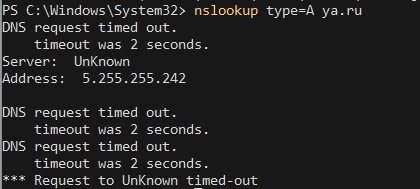 PS C:\Windows\System32> nslookup type=A ya.ru
DNS request timed out.
    timeout was 2 seconds.
Server:  UnKnown
Address:  5.255.255.242

DNS request timed out.
    timeout was 2 seconds.
DNS request timed out.
    timeout was 2 seconds.
*** Request to UnKnown timed-out